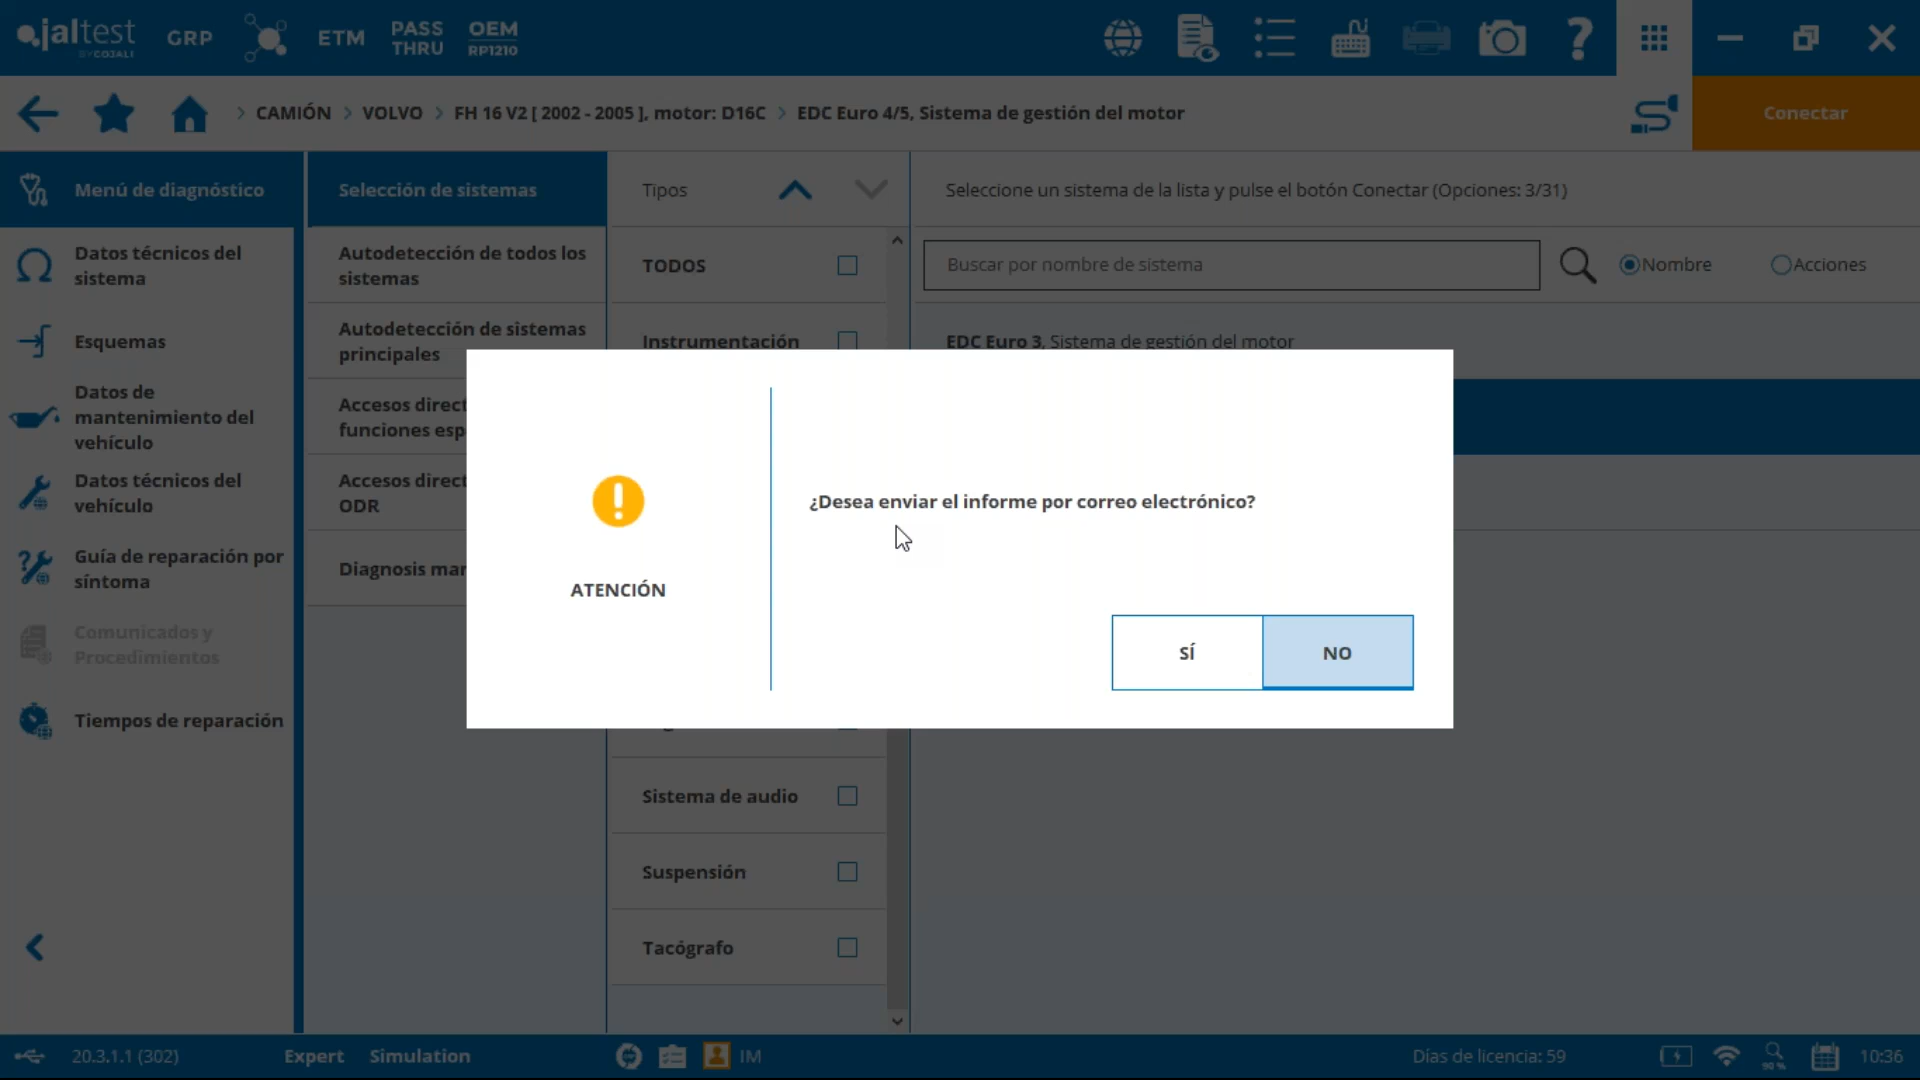 jaltest
BY COJALI
GRP
ETM
PASS
THRU
OEM
RP1210
CAMIÓN
VOLVO
FH 16 V2 [ 2002 - 2005 ], motor: D16C
EDC Euro 4/5, Sistema de gestión del motor
Conectar
Menú de diagnóstico
Datos técnicos del
sistema
Esquemas
Datos de
mantenimiento del
vehículo
Datos técnicos del
vehículo
Guía de reparación por
síntoma
Comunicados y
Procedimientos
Tiempos de reparación
Selección de sistemas
Autodetección de todos los
sistemas
Autodetección de sistemas
principales
Accesos direct
funciones esp
Accesos direct
ODR
Diagnosis mar
Tipos
TODOS
Instrumentación
Sistema de audio
Suspensión
Tacógrafo
Seleccione un sistema de la lista y pulse el botón Conectar (Opciones: 3/31)
Buscar por nombre de sistema
Nombre
Acciones
EDC Euro 3, Sistema de gestión del motor
ATENCIÓN
¿Desea enviar el informe por correo electrónico?
SÍ
NO
20.3.1.1 (302)
Expert
Simulation
IM
Días de licencia: 59
90 %
10:36